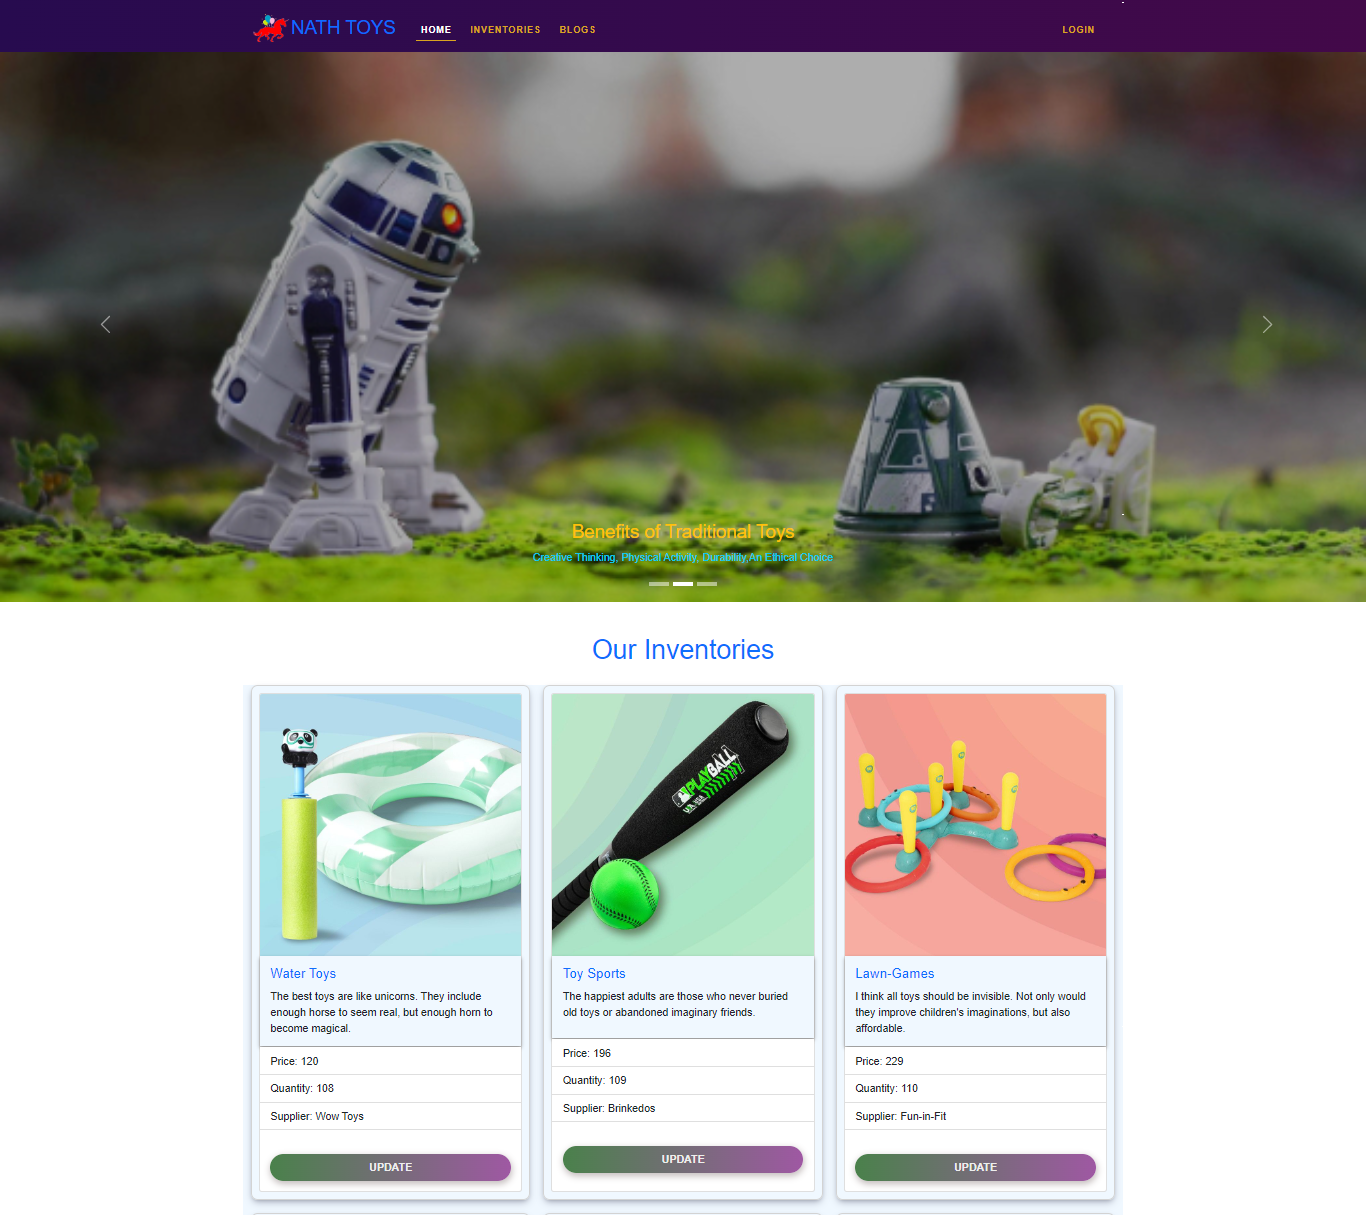 NATH TOYS
HOME
INVENTORIES
BLOGS
LOGIN
Benefits of Traditional Toys
Creative Thinking, Physical Activity, Durability,An Ethical Choice
Our Inventories
PLAYBALL
Water Toys
The best toys are like unicorns. They include
enough horse to seem real, but enough horn to
become magical.
Price: 120
Quantity: 108
Supplier: Wow Toys
UPDATE
Toy Sports
The happiest adults are those who never buried
old toys or abandoned imaginary friends.
Price: 196
Quantity: 109
Supplier: Brinkedos
UPDATE
Lawn-Games
I think all toys should be invisible. Not only would
they improve children's imaginations, but also
affordable.
Price: 229
Quantity: 110
Supplier: Fun-in-Fit
UPDATE